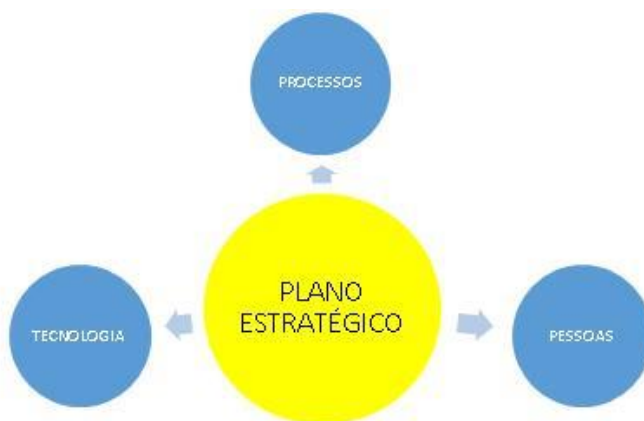 PROCESSOS
PLANO
ESTRATÉGICO
TECNOLOGIA
PESSOAS